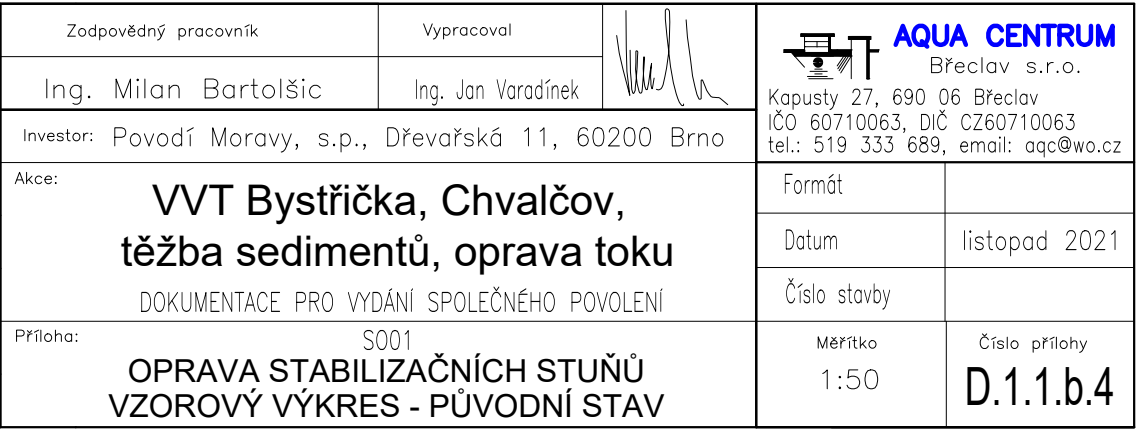 Zodpovědný pracovník
Vypracoval
Ing. Milan Bartolšic
Ing. Jan Varadínek
Investor: Povodí Moravy, s.p., Dřevařská 11, 60200 Brno
AQUA CENTRUM
Břeclav s.r.o.
Kapusty 27, 690 06 Břeclav
IČO 60710063, DIČ CZ60710063
tel.: 519 333 689, email: aqc@wo.cz
Akce:
VVT Bystřička, Chvalčov,
těžba sedimentů, oprava toku
DOKUMENTACE PRO VYDÁNÍ SPOLEČNÉHO POVOLENÍ
Formát
Datum listopad 2021
Číslo stavby
Příloha:
SO01
OPRAVA STABILIZAČNÍCH STUŇŮ
VZOROVÝ VÝKRES - PŮVODNÍ STAV
Měřítko
1:50
Číslo přílohy
D.1.1.b.4